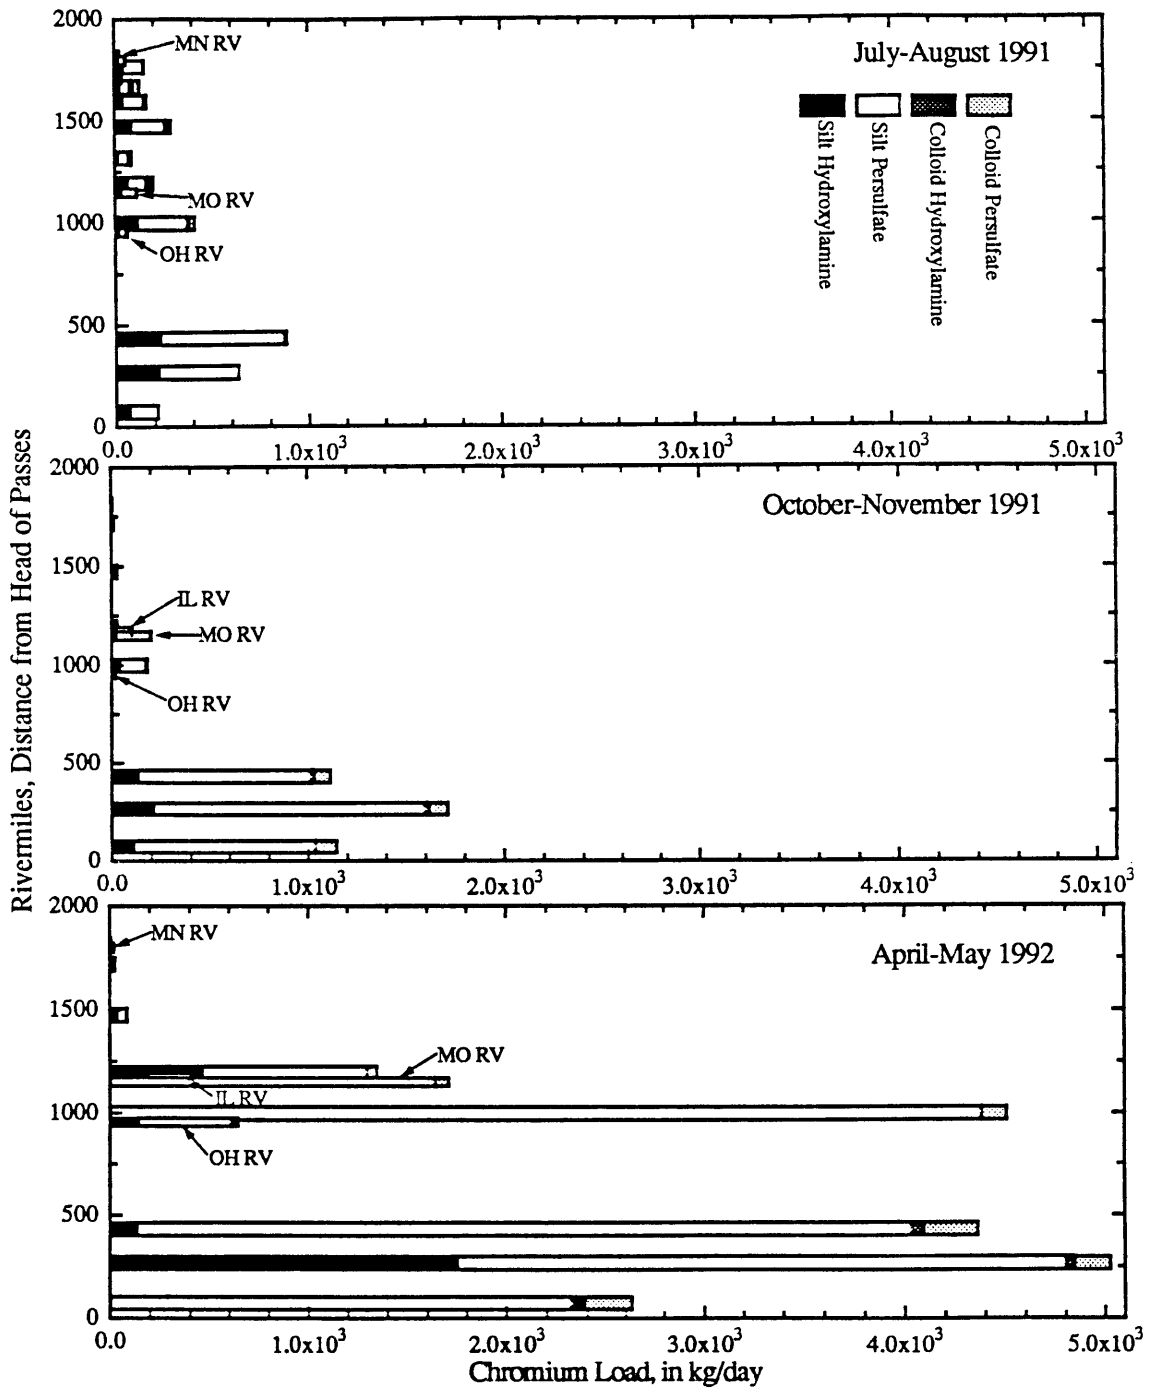 2000
MN RV
July-August 1991
Silt Hydroxylamine
Silt Persulfate
Colloid Hydroxylamine
Colloid Persulfate
1500
MO RV
1000
OH RV
500
0
0.0 1.0x10³ 2.0x10³ 3.0x10³ 4.0x10³ 5.0x10³
Rivermiles, Distance from Head of Passes
2000
October-November 1991
1500
IL RV
MO RV
1000
OH RV
500
0
0.0 1.0x10³ 2.0x10³ 3.0x10³ 4.0x10³ 5.0x10³
2000
MN RV
April-May 1992
1500
MO RV
IL RV
1000
OH RV
500
0
0.0 1.0x10³ 2.0x10³ 3.0x10³ 4.0x10³ 5.0x10³
Chromium Load, in kg/day